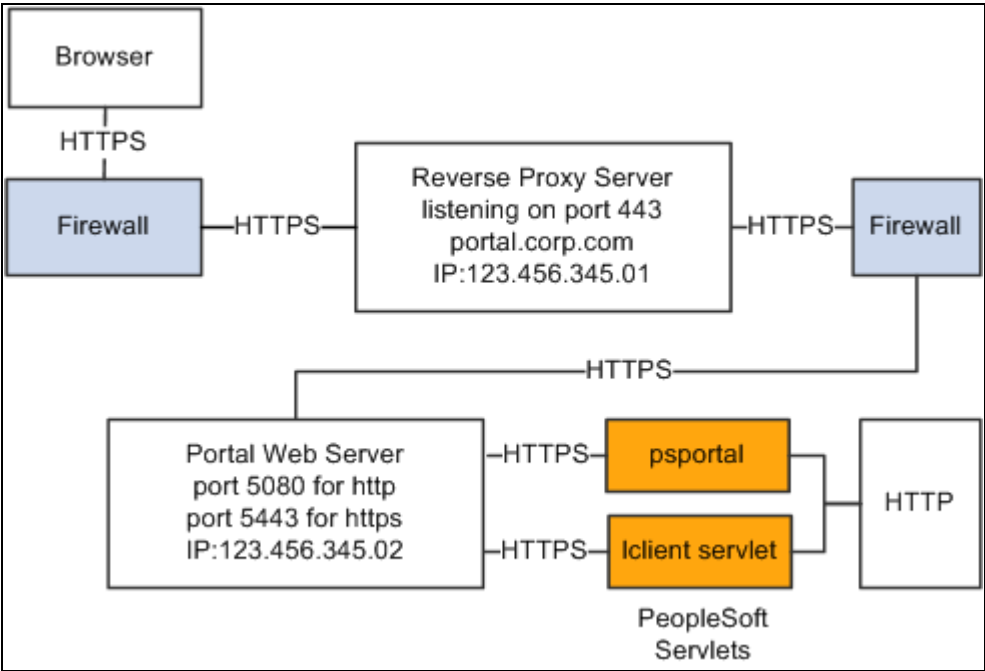 Browser
HTTPS
Firewall
HTTPS
Reverse Proxy Server
listening on port 443
portal.corp.com
IP:123.456.345.01
HTTPS
Firewall
HTTPS
Portal Web Server
port 5080 for http
port 5443 for https
IP:123.456.345.02
HTTPS
psportal
HTTPS
Iclient servlet
HTTP
PeopleSoft
Servlets